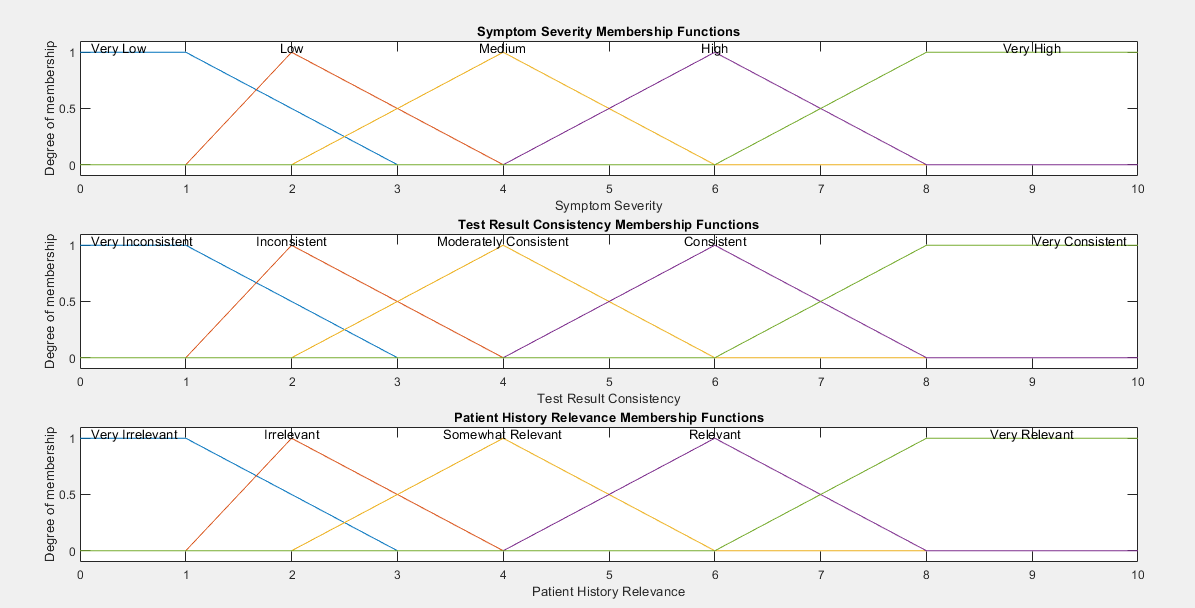 Symptom Severity Membership Functions
Very Low Low Medium High Very High
Degree of membership
1
0.5
0
0 1 2 3 4 5 6 7 8 9 10
Symptom Severity
Test Result Consistency Membership Functions
Very Inconsistent Inconsistent Moderately Consistent Consistent Very Consistent
Degree of membership
1
0.5
0
0 1 2 3 4 5 6 7 8 9 10
Test Result Consistency
Patient History Relevance Membership Functions
Very Irrelevant Irrelevant Somewhat Relevant Relevant Very Relevant
Degree of membership
1
0.5
0
0 1 2 3 4 5 6 7 8 9 10
Patient History Relevance